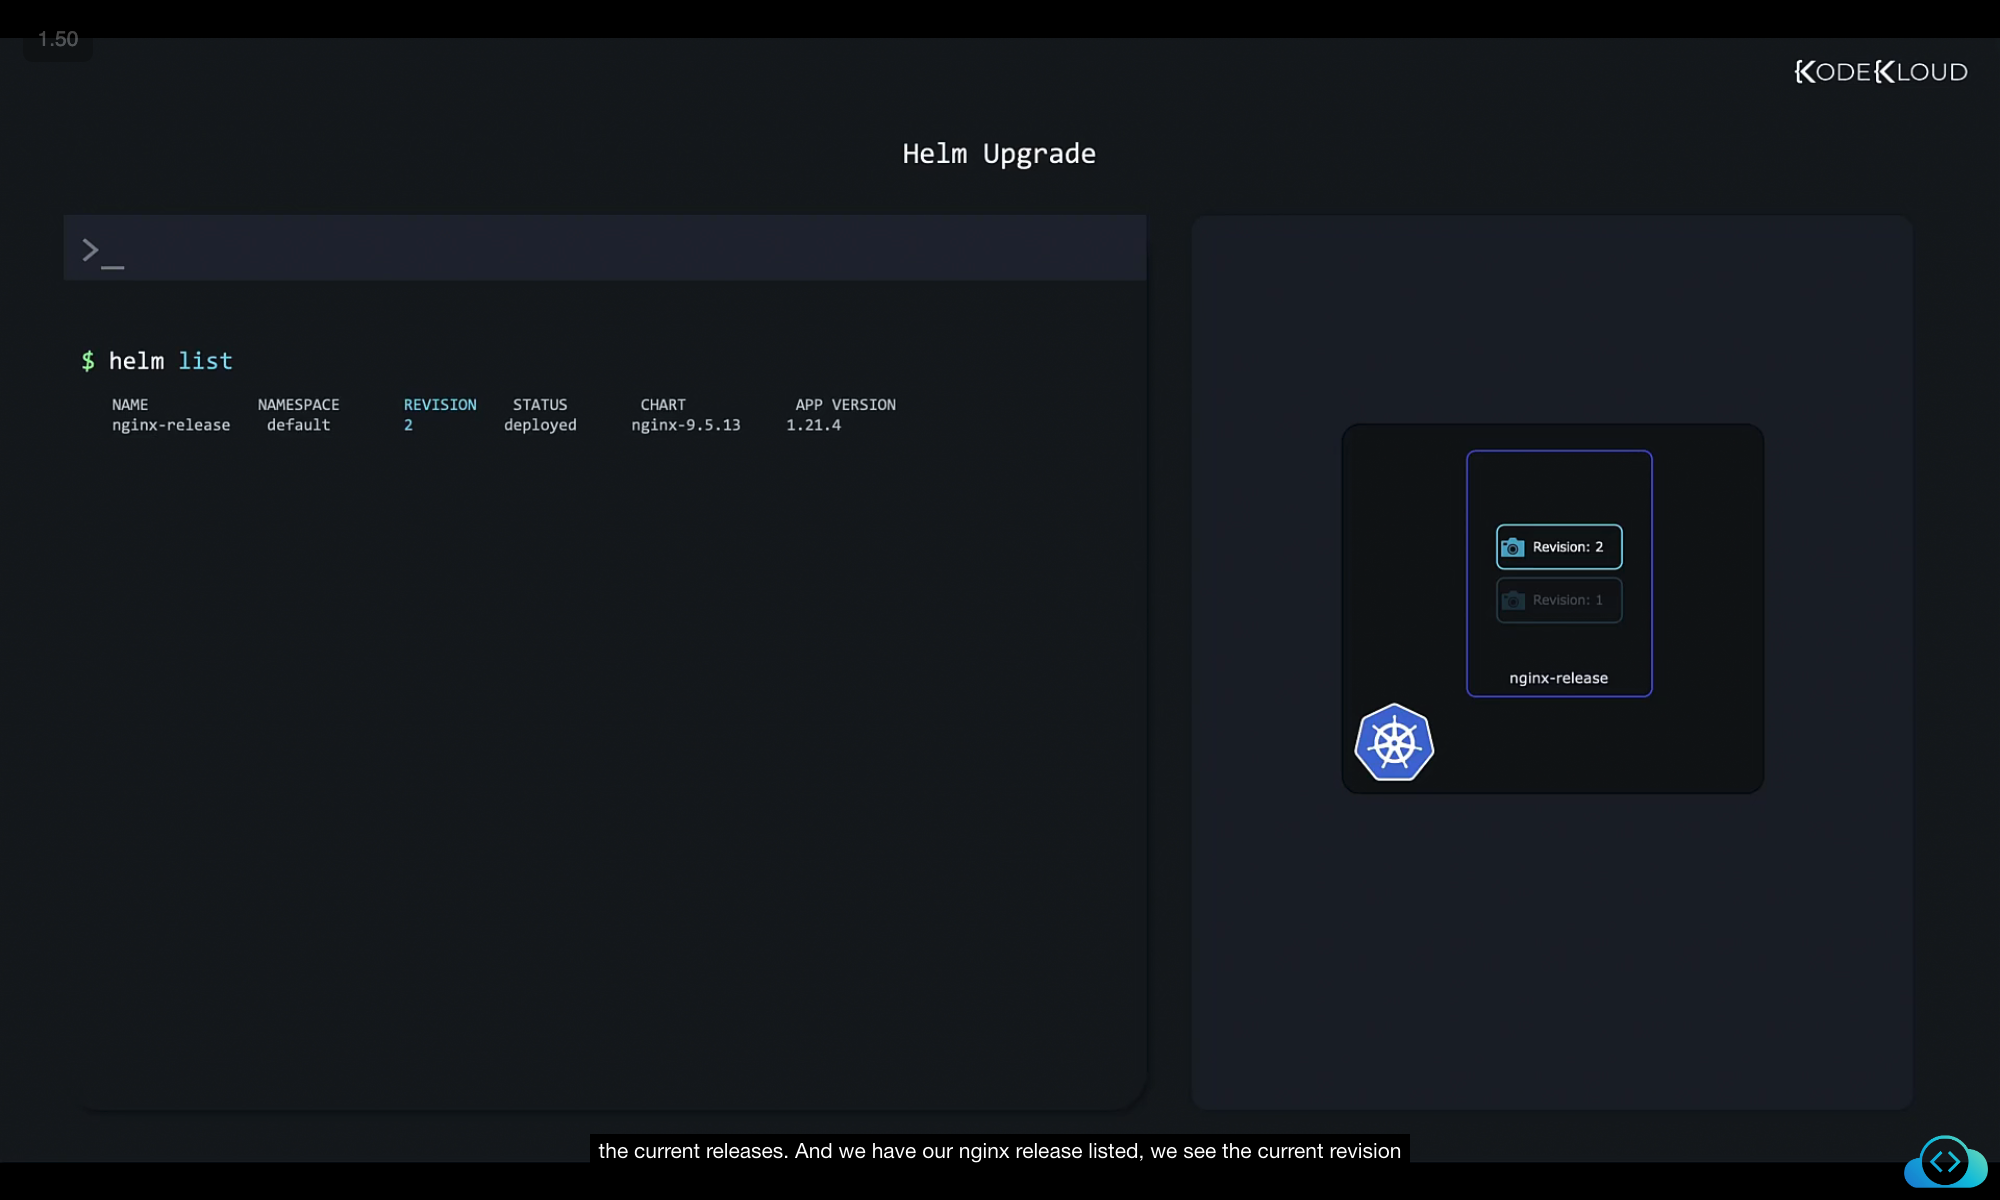 1.50
KODEKLOUD
Helm Upgrade
>_
$ helm list
NAME NAMESPACE REVISION STATUS CHART APP VERSION
nginx-release default 2 deployed nginx-9.5.13 1.21.4
Revision: 2
Revision: 1
nginx-release
the current releases. And we have our nginx release listed, we see the current revision